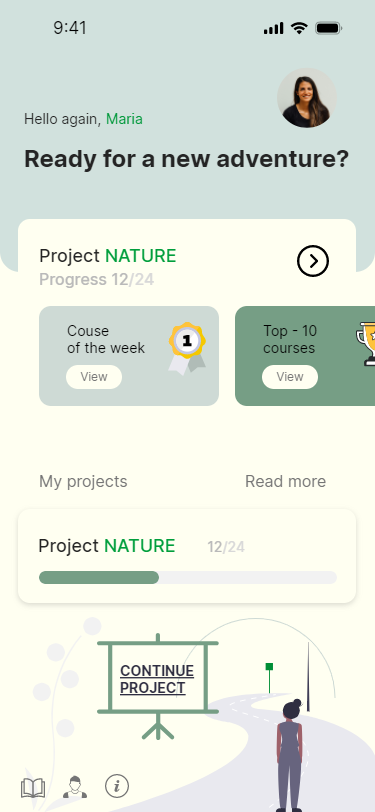 9:41
Hello again, Maria
Ready for a new adventure?
Project NATURE
Progress 12/24
Couse
of the week
1
View
Top - 10
courses
View
My projects
Read more
Project NATURE
12/24
CONTINUE
PROJECT
i